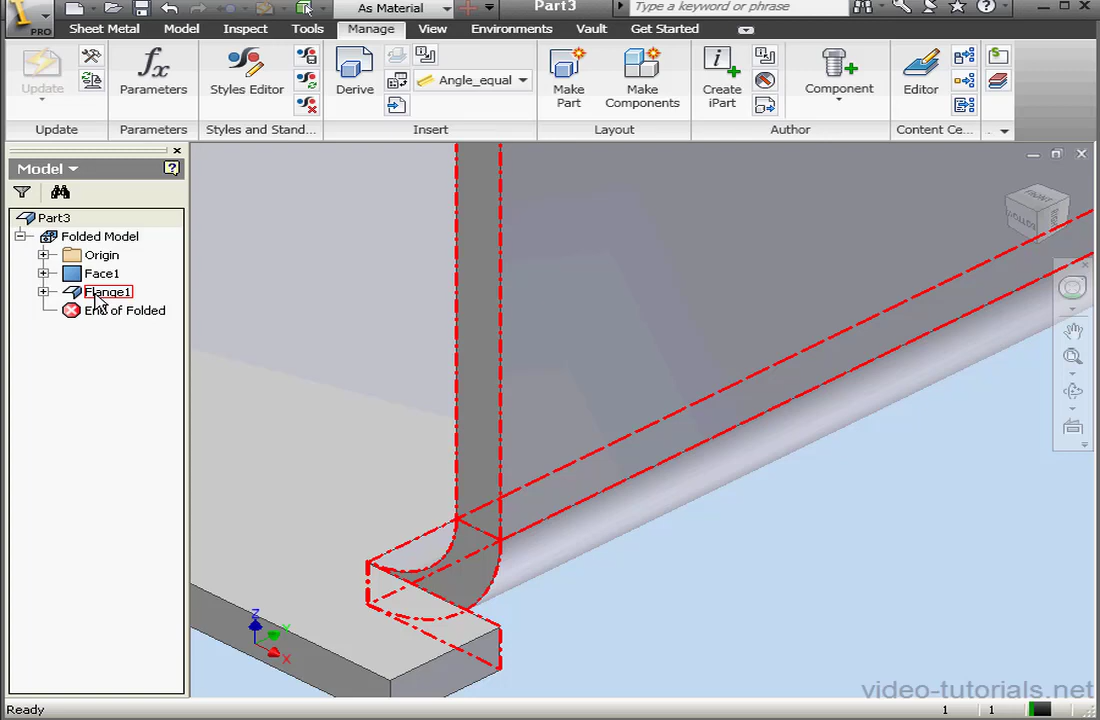 As Material
Part3
Type a keyword or phrase
PRO
Sheet Metal Model Inspect Tools Manage View Environments Vault Get Started
Update
Parameters
Styles Editor
Derive
Angle_equal
Make
Part
Make
Components
Create
iPart
Component
Editor
Update Parameters Styles and Stand... Insert Layout Author Content Ce...
Model
Part3
Folded Model
Origin
Face1
Flange1
End of Folded
FRONT
BOTTOM
Z
Y
X
video-tutorials.net
Ready 1 1